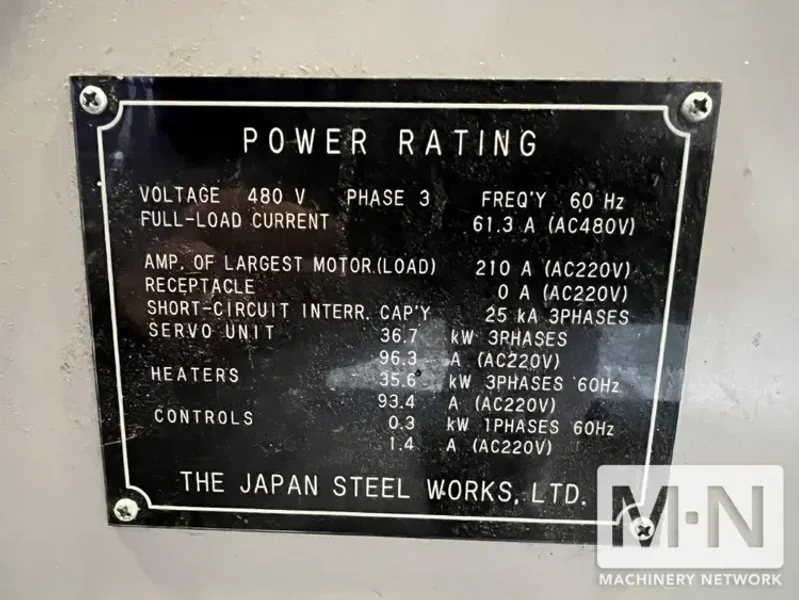 POWER RATING
VOLTAGE 480 V PHASE 3 FREQ'Y 60 Hz
FULL-LOAD CURRENT 61.3 A (AC480V)
AMP. OF LARGEST MOTOR(LOAD) 210 A (AC220V)
RECEPTACLE 0 A (AC220V)
SHORT-CIRCUIT INTERR. CAP'Y 25 kA 3PHASES
SERVO UNIT 36.7 kW 3PHASES
96.3 A (AC220V)
HEATERS 35.6 kW 3PHASES 60Hz
93.4 A (AC220V)
CONTROLS 0.3 kW 1PHASES 60Hz
1.4 A (AC220V)
THE JAPAN STEEL WORKS, LTD.
M·N
MACHINERY NETWORK